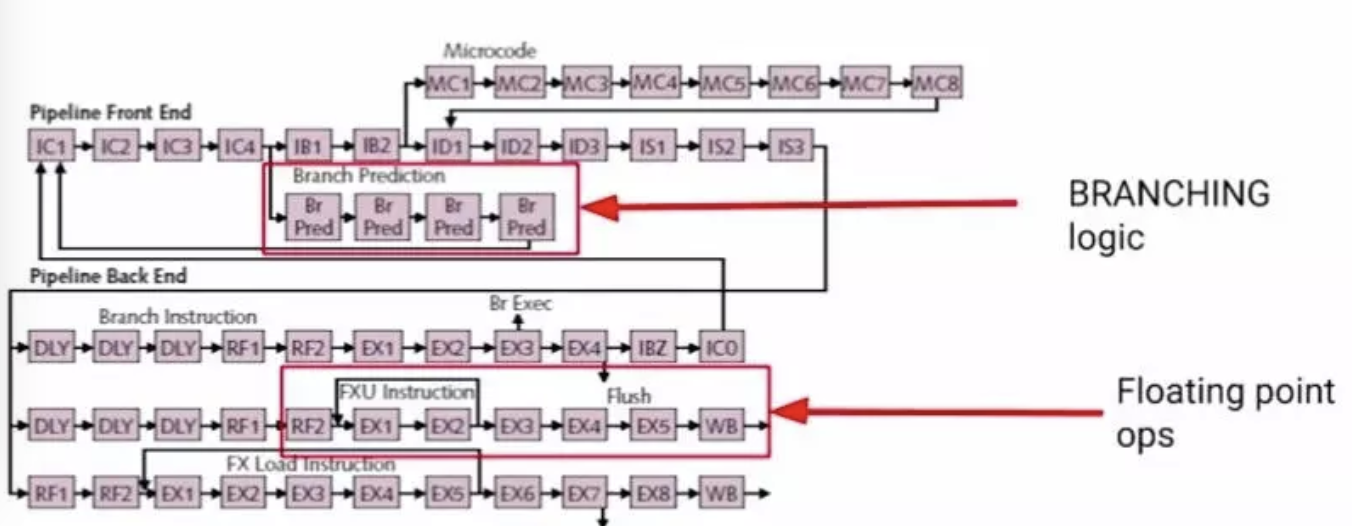 Microcode
MC1 MC2 MC3 MC4 MC5 MC6 MC7 MC8
Pipeline Front End
IC1 IC2 IC3 IC4 IB1 IB2 ID1 ID2 ID3 IS1 IS2 IS3
Branch Prediction
Br Pred Br Pred Br Pred Br Pred
BRANCHING
logic
Pipeline Back End
Branch Instruction
Br Exec
DLY DLY DLY RF1 RF2 EX1 EX2 EX3 EX4 IBZ IC0
FXU Instruction
Flush
DLY DLY DLY RF1 RF2 EX1 EX2 EX3 EX4 EX5 WB
Floating point
ops
FX Load Instruction
RF1 RF2 EX1 EX2 EX3 EX4 EX5 EX6 EX7 EX8 WB